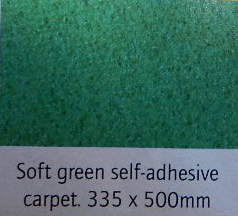 Soft green self-adhesive
carpet. 335 x 500mm